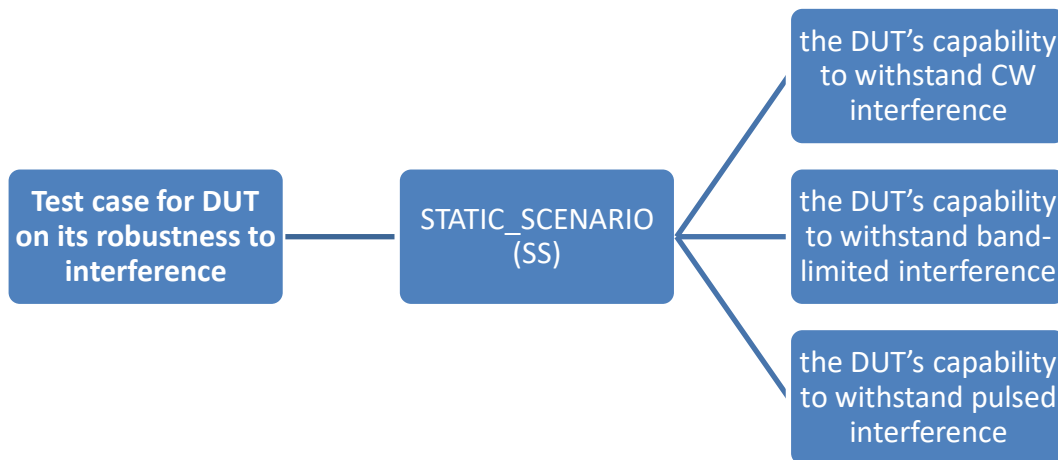 Test case for DUT
on its robustness to
interference
STATIC_SCENARIO
(SS)
the DUT’s capability
to withstand CW
interference
the DUT’s capability
to withstand band-
limited interference
the DUT’s capability
to withstand pulsed
interference